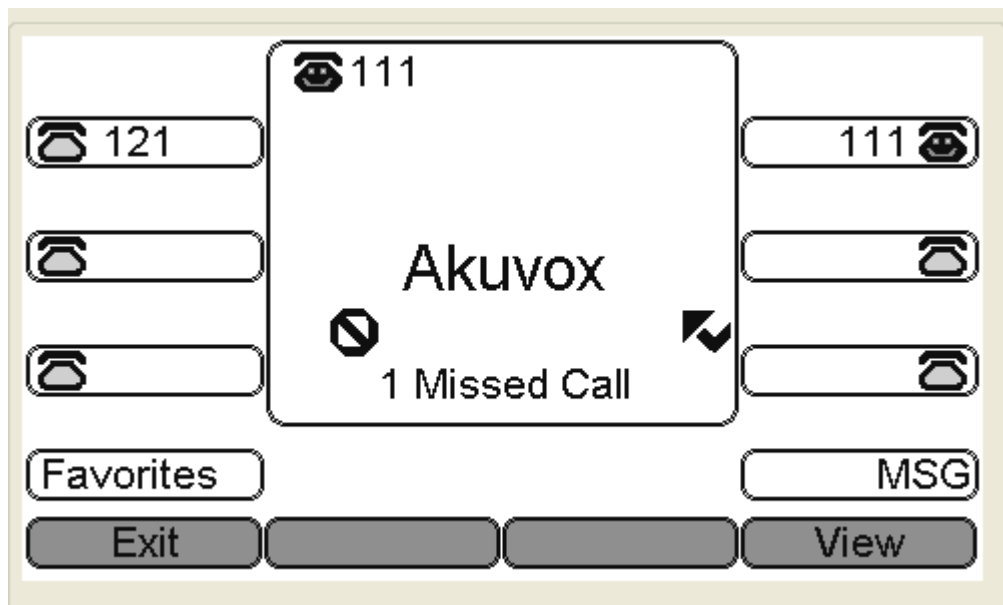 111
121
111
Akuvox
1 Missed Call
Favorites
MSG
Exit
View